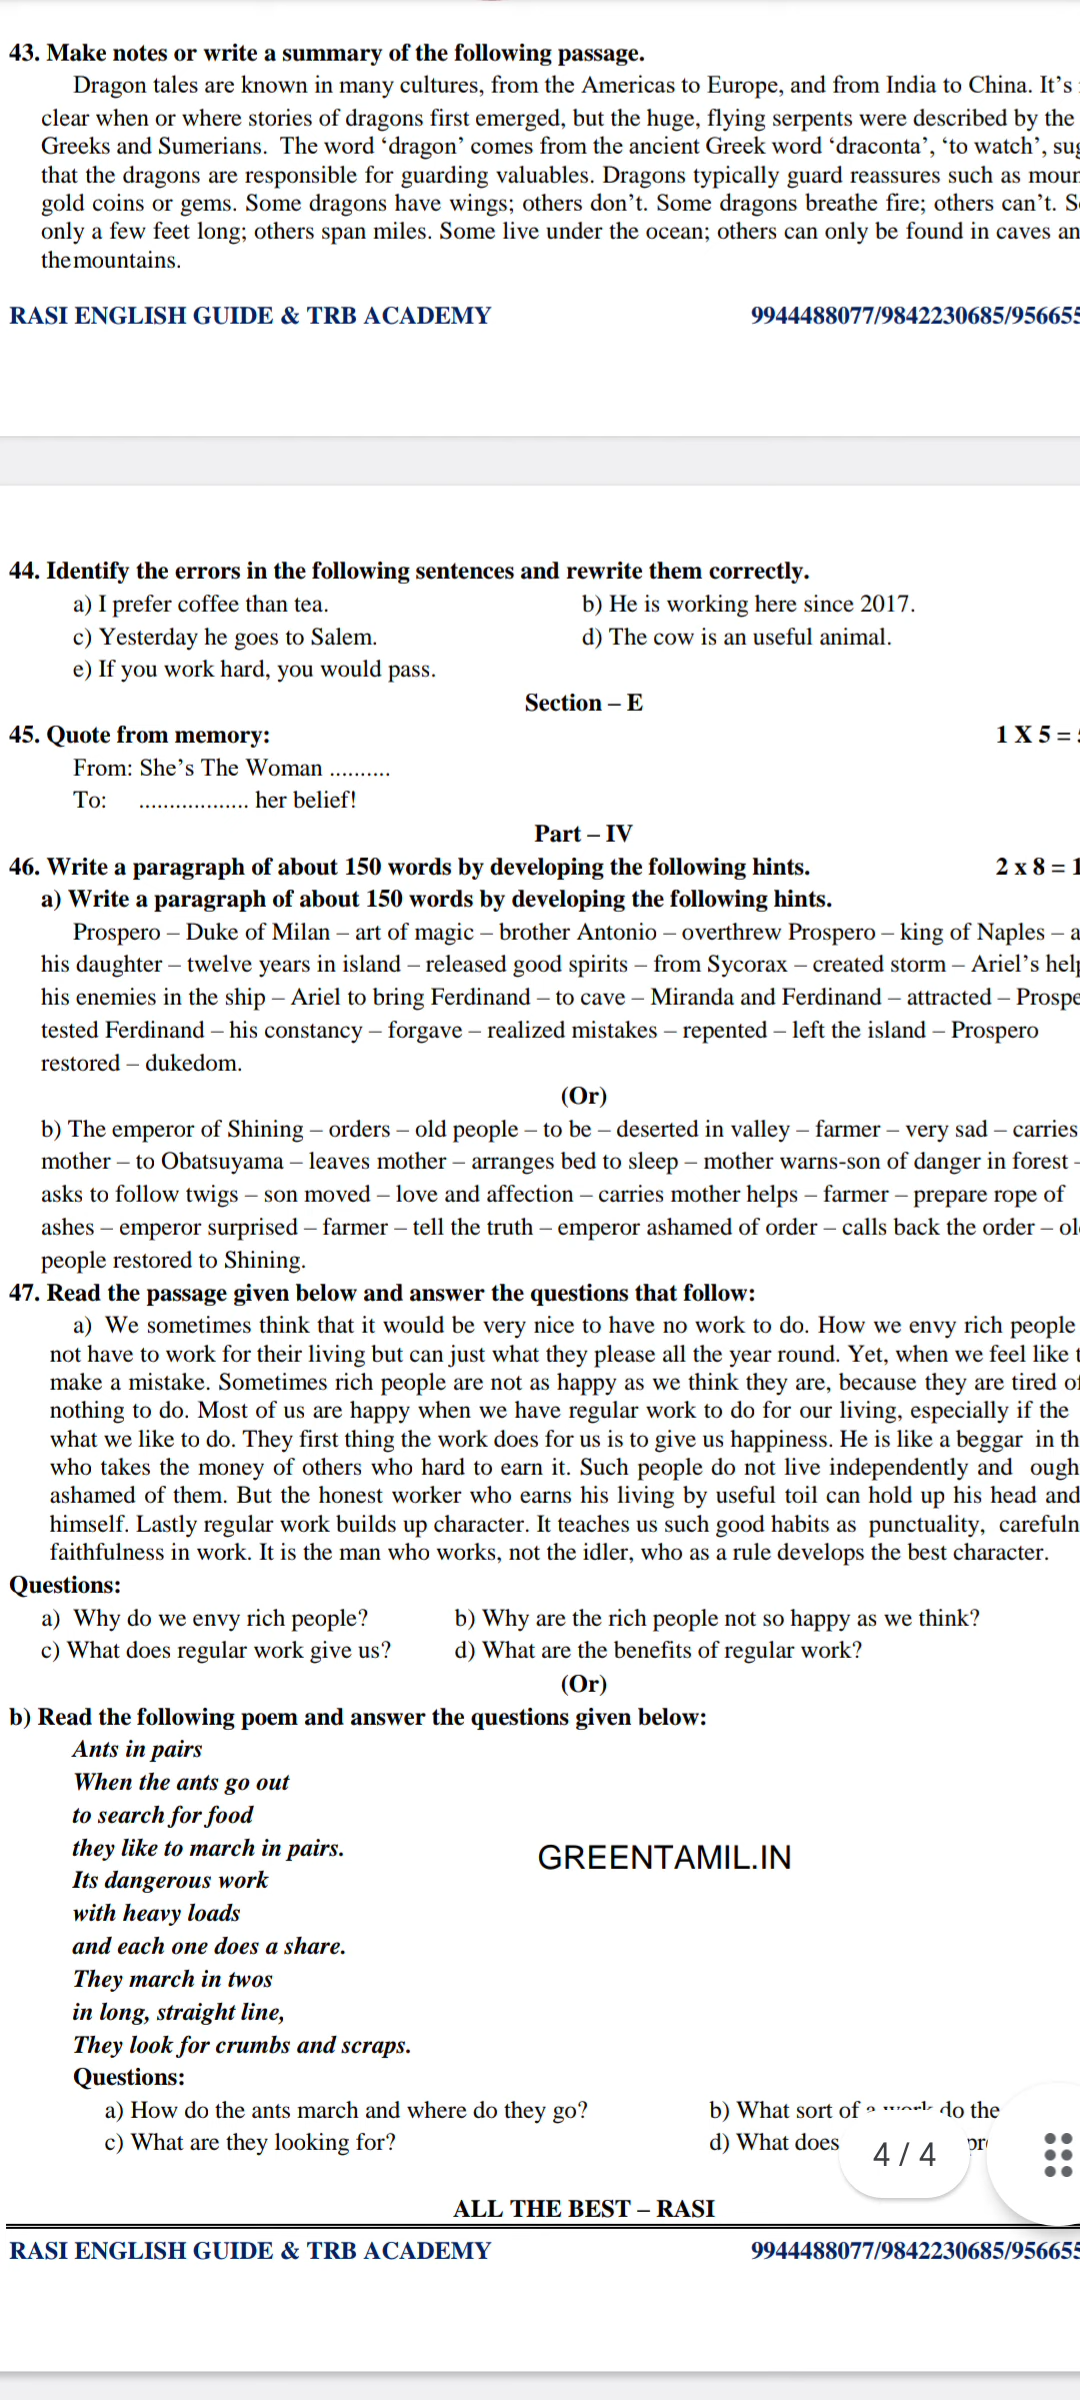 43. Make notes or write a summary of the following passage.
Dragon tales are known in many cultures, from the Americas to Europe, and from India to China. It’s
clear when or where stories of dragons first emerged, but the huge, flying serpents were described by the
Greeks and Sumerians. The word ‘dragon’ comes from the ancient Greek word ‘draconta’, ‘to watch’,
that the dragons are responsible for guarding valuables. Dragons typically guard reassures such as
gold coins or gems. Some dragons have wings; others don’t. Some dragons breathe fire; others can’t.
only a few feet long; others span miles. Some live under the ocean; others can only be found in caves
themountains.
RASI ENGLISH GUIDE & TRB ACADEMY 9944488077/9842230685/956655
44. Identify the errors in the following sentences and rewrite them correctly.
a) I prefer coffee than tea. b) He is working here since 2017.
c) Yesterday he goes to Salem. d) The cow is an useful animal.
e) If you work hard, you would pass.
Section – E
45. Quote from memory: 1 X 5 =
From: She’s The Woman ..........
To: .................. her belief!
Part – IV
46. Write a paragraph of about 150 words by developing the following hints. 2 x 8 = 1
a) Write a paragraph of about 150 words by developing the following hints.
Prospero – Duke of Milan – art of magic – brother Antonio – overthrew Prospero – king of Naples –
his daughter – twelve years in island – released good spirits – from Sycorax – created storm – Ariel’s
his enemies in the ship – Ariel to bring Ferdinand – to cave – Miranda and Ferdinand – attracted –
tested Ferdinand – his constancy – forgave – realized mistakes – repented – left the island – Prospero
restored – dukedom.
(Or)
b) The emperor of Shining – orders – old people – to be – deserted in valley – farmer – very sad – carries
mother – to Obatsuyama – leaves mother – arranges bed to sleep – mother warns-son of danger in forest -
asks to follow twigs – son moved – love and affection – carries mother helps – farmer – prepare rope of
ashes – emperor surprised – farmer – tell the truth – emperor ashamed of order – calls back the order –
people restored to Shining.
47. Read the passage given below and answer the questions that follow:
a) We sometimes think that it would be very nice to have no work to do. How we envy rich people
not have to work for their living but can just what they please all the year round. Yet, when we feel like
make a mistake. Sometimes rich people are not as happy as we think they are, because they are tired
nothing to do. Most of us are happy when we have regular work to do for our living, especially if the
what we like to do. They first thing the work does for us is to give us happiness. He is like a beggar in
who takes the money of others who hard to earn it. Such people do not live independently and
ashamed of them. But the honest worker who earns his living by useful toil can hold up his head and
himself. Lastly regular work builds up character. It teaches us such good habits as punctuality,
faithfulness in work. It is the man who works, not the idler, who as a rule develops the best character.
Questions:
a) Why do we envy rich people? b) Why are the rich people not so happy as we think?
c) What does regular work give us? d) What are the benefits of regular work?
(Or)
b) Read the following poem and answer the questions given below:
Ants in pairs
When the ants go out
to search for food
they like to march in pairs.
GREENTAMIL.IN
Its dangerous work
with heavy loads
and each one does a share.
They march in twos
in long, straight line,
They look for crumbs and scraps.
Questions:
a) How do the ants march and where do they go? b) What sort of do the
c) What are they looking for? d) What does
4 / 4
ALL THE BEST – RASI
RASI ENGLISH GUIDE & TRB ACADEMY 9944488077/9842230685/956655